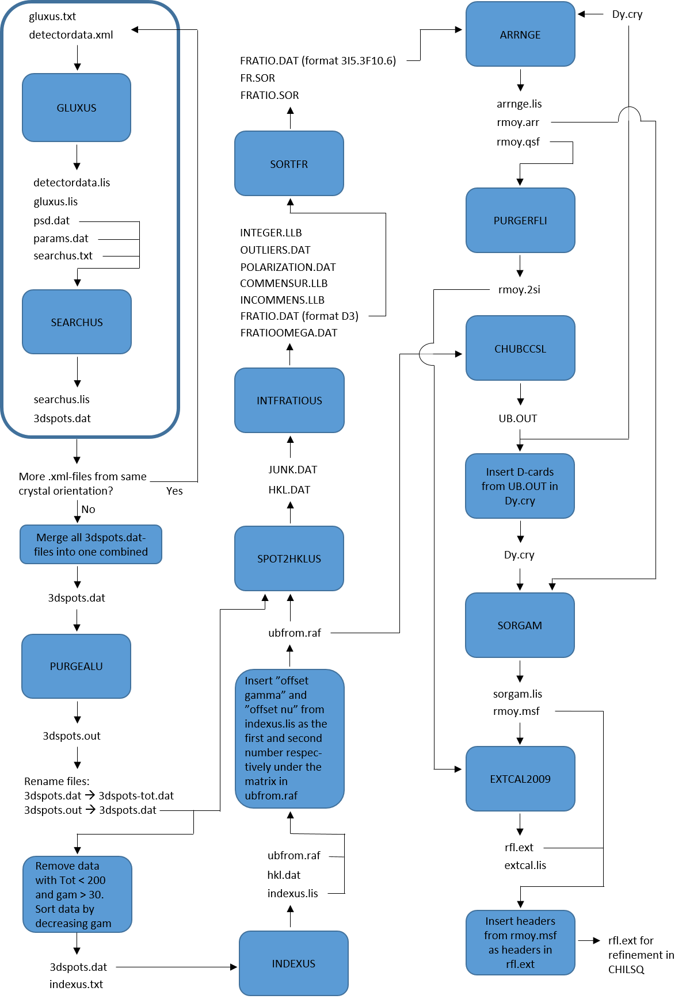 gluxus.txt
detectordata.xml
GLUXUS
detectordata.lis
gluxus.lis
psd.dat
params.dat
searchus.txt
SEARCHUS
searchus.lis
3dspots.dat
More .xml-files from same
crystal orientation?
Yes
No
Merge all 3dspots.dat-
files into one combined
3dspots.dat
PURGEALU
3dspots.out
Rename files:
3dspots.dat → 3dspots-tot.dat
3dspots.out → 3dspots.dat
Remove data
with Tot < 200
and gam > 30.
Sort data by
decreasing gam
3dspots.dat
indexus.txt
INDEXUS
ubfrom.raf
hkl.dat
indexus.lis
Insert ”offset
gamma” and
”offset nu” from
indexus.lis as the
first and second
number respec-
tively under the
matrix in
ubfrom.raf
ubfrom.raf
SPOT2HKLUS
JUNK.DAT
HKL.DAT
INTFRATIOUS
INTEGER.LLB
OUTLIERS.DAT
POLARIZATION.DAT
COMMENSUR.LLB
INCOMMENS.LLB
FRATIO.DAT (format D3)
FRATIOOMEGA.DAT
SORTFR
FRATIO.DAT (format 3I5.3F10.6)
FR.SOR
FRATIO.SOR
ARRNGE
Dy.cry
arrnge.lis
rmoy.arr
rmoy.qsf
PURGERFLI
rmoy.2si
CHUBCCSL
UB.OUT
Insert D-cards
from UB.OUT in
Dy.cry
Dy.cry
SORGAM
sorgam.lis
rmoy.msf
EXTCAL2009
rfl.ext
extcal.lis
Insert headers
from rmoy.msf
as headers in
rfl.ext
rfl.ext for
refinement in
CHILSQ